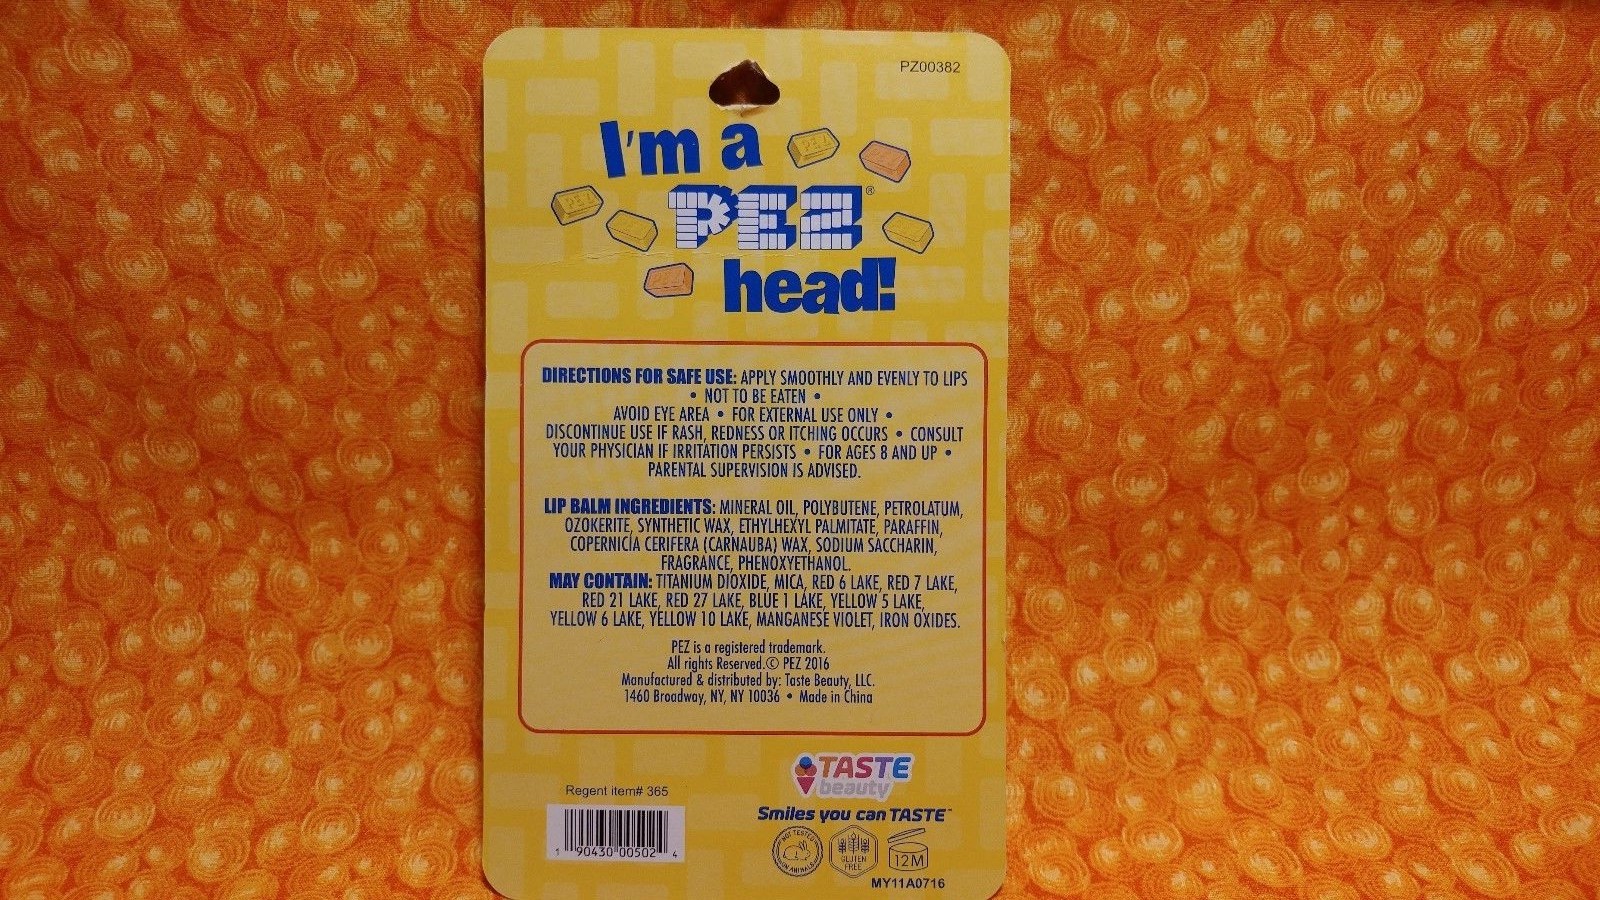 PZ00382
I'm a
PEZ®
head!
DIRECTIONS FOR SAFE USE: APPLY SMOOTHLY AND EVENLY TO LIPS
• NOT TO BE EATEN •
AVOID EYE AREA • FOR EXTERNAL USE ONLY •
DISCONTINUE USE IF RASH, REDNESS OR ITCHING OCCURS • CONSULT
YOUR PHYSICIAN IF IRRITATION PERSISTS • FOR AGES 8 AND UP •
PARENTAL SUPERVISION IS ADVISED.
LIP BALM INGREDIENTS: MINERAL OIL, POLYBUTENE, PETROLATUM,
OZOKERITE, SYNTHETIC WAX, ETHYLHEXYL PALMITATE, PARAFFIN,
COPERNICIA CERIFERA (CARNAUBA) WAX, SODIUM SACCHARIN,
FRAGRANCE, PHENOXYETHANOL.
MAY CONTAIN: TITANIUM DIOXIDE, MICA, RED 6 LAKE, RED 7 LAKE,
RED 21 LAKE, RED 27 LAKE, BLUE 1 LAKE, YELLOW 5 LAKE,
YELLOW 6 LAKE, YELLOW 10 LAKE, MANGANESE VIOLET, IRON OXIDES.
PEZ is a registered trademark.
All rights Reserved.© PEZ 2016
Manufactured & distributed by: Taste Beauty, LLC.
1460 Broadway, NY, NY 10036 • Made in China
TASTE
beauty
Smiles you can TASTE™
Regent item# 365
1 90430 00502 4
NOT TESTED
ON ANIMALS
GLUTEN
FREE
12M
MY11A0716